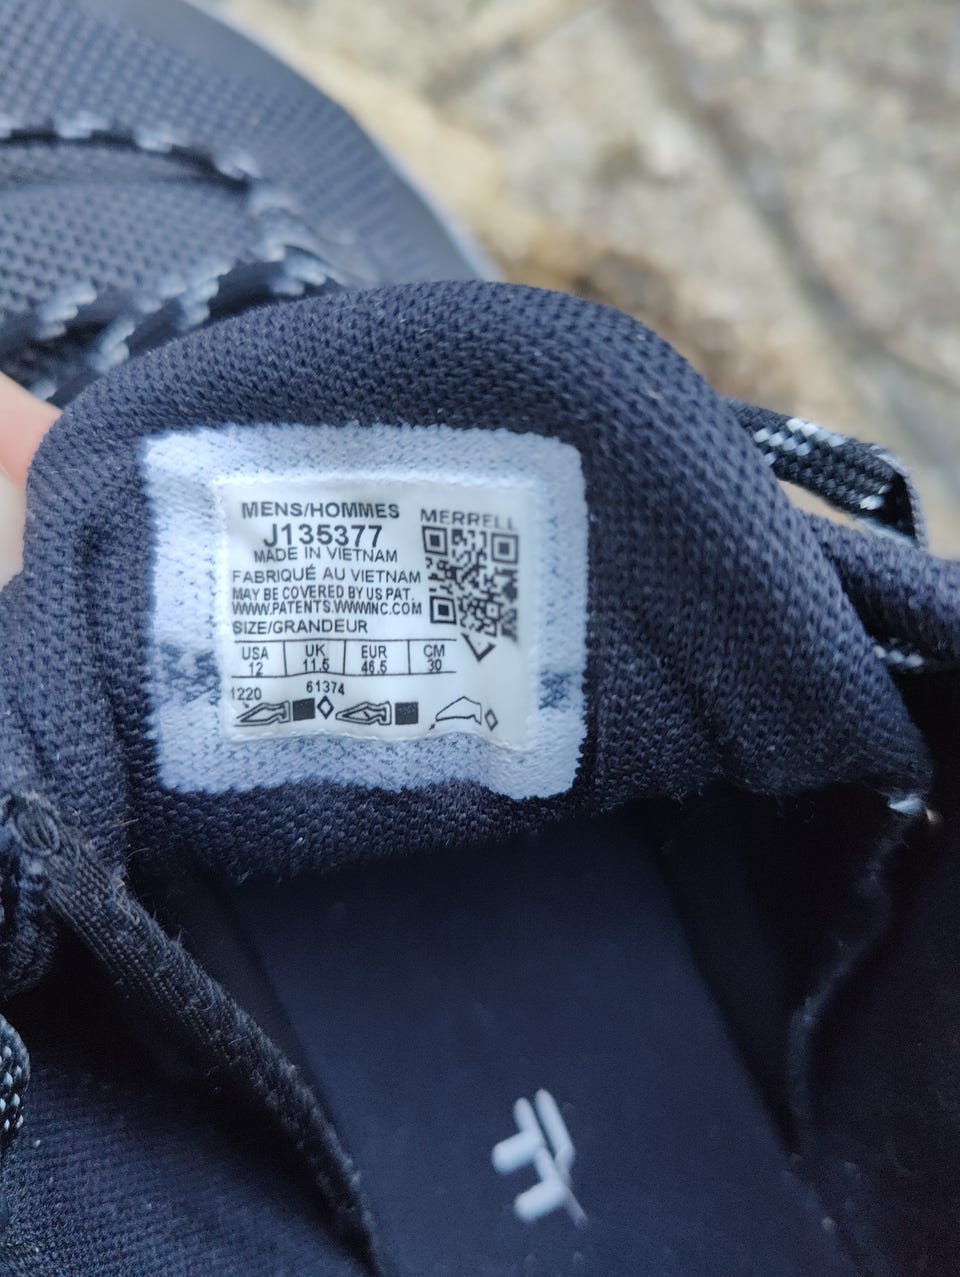 MENS/HOMMES
J135377
MADE IN VIETNAM
FABRIQUÉ AU VIETNAM
MAY BE COVERED BY US PAT.
WWW.PATENTS.WWWINC.COM
SIZE/GRANDEUR
USA UK EUR CM
12 11.5 46.5 30
1220 61374
MERRELL